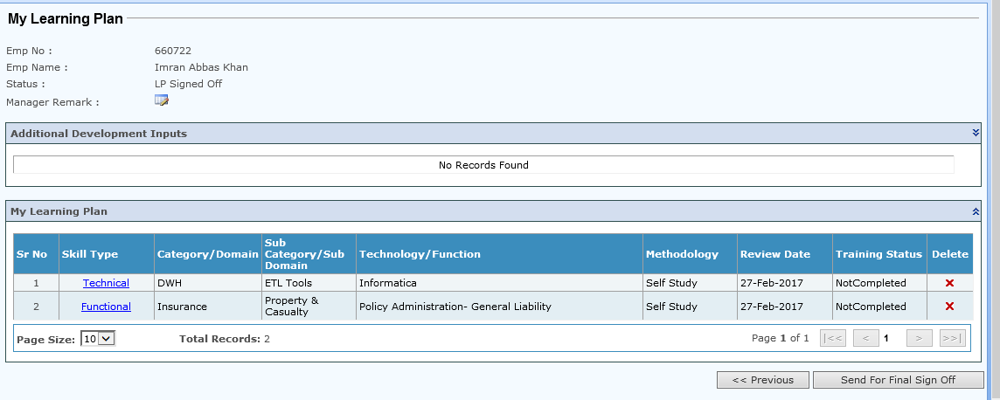 My Learning Plan
Emp No : 660722
Emp Name : Imran Abbas Khan
Status : LP Signed Off
Manager Remark :
Additional Development Inputs
No Records Found
My Learning Plan
Sr No Skill Type Category/Domain Sub Category/Sub Domain Technology/Function Methodology Review Date Training Status Delete
1 Technical DWH ETL Tools Informatica Self Study 27-Feb-2017 NotCompleted
2 Functional Insurance Property & Casualty Policy Administration- General Liability Self Study 27-Feb-2017 NotCompleted
Page Size: 10 Total Records: 2 Page 1 of 1 |<< < 1 > >>|
<< Previous Send For Final Sign Off